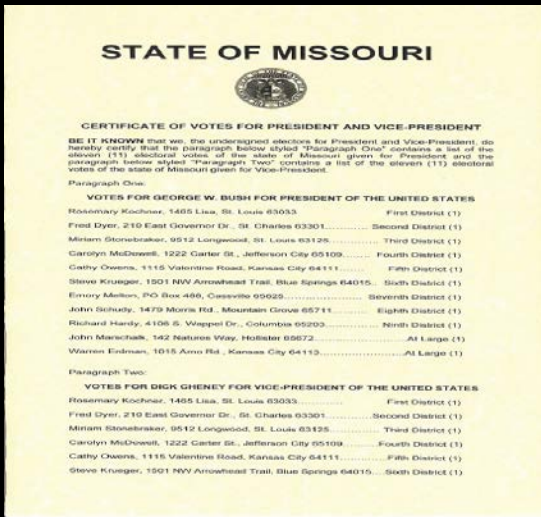 STATE OF MISSOURI
CERTIFICATE OF VOTES FOR PRESIDENT AND VICE-PRESIDENT
BE IT KNOWN that we, the undersigned electors for President and Vice-President, do
hereby certify that the paragraph below styled "Paragraph One" contains a list of the
eleven (11) electoral votes of the state of Missouri given for President and the
paragraph below styled "Paragraph Two" contains a list of the eleven (11) electoral
votes of the state of Missouri given for Vice-President.
Paragraph One:
VOTES FOR GEORGE W. BUSH FOR PRESIDENT OF THE UNITED STATES
Rosemary Kochner, 1465 Lisa, St. Louis 63033 First District (1)
Fred Dyer, 210 East Governor Dr., St. Charles 63301.......... Second District (1)
Miriam Stonebraker, 9512 Longwood, St. Louis 63125............. Third District (1)
Carolyn McDowell, 1222 Carter St., Jefferson City 65109........ Fourth District (1)
Cathy Owens, 1115 Valentine Road, Kansas City 64111....... Fifth District (1)
Steve Krueger, 1501 NW Arrowhead Trail, Blue Springs 64015.. Sixth District (1)
Emory Melton, PO Box 488, Cassville 65625...................... Seventh District (1)
John Schudy, 1479 Morris Rd., Mountain Grove 65711......... Eighth District (1)
Richard Hardy, 4106 S. Wappel Dr., Columbia 65203............ Ninth District (1)
John Marschalk, 142 Natures Way, Hollister 65672.......................At Large (1)
Warren Erdman, 1015 Arno Rd., Kansas City 64113......................At Large (1)
Paragraph Two:
VOTES FOR DICK CHENEY FOR VICE-PRESIDENT OF THE UNITED STATES
Rosemary Kochner, 1465 Lisa, St. Louis 63033............... First District (1)
Fred Dyer, 210 East Governor Dr., St. Charles 63301...........Second District (1)
Miriam Stonebraker, 9512 Longwood, St. Louis 63125............. Third District (1)
Carolyn McDowell, 1222 Carter St., Jefferson City 65109.........Fourth District (1)
Cathy Owens, 1115 Valentine Road, Kansas City 64111............Fifth District (1)
Steve Krueger, 1501 NW Arrowhead Trail, Blue Springs 64015...Sixth District (1)